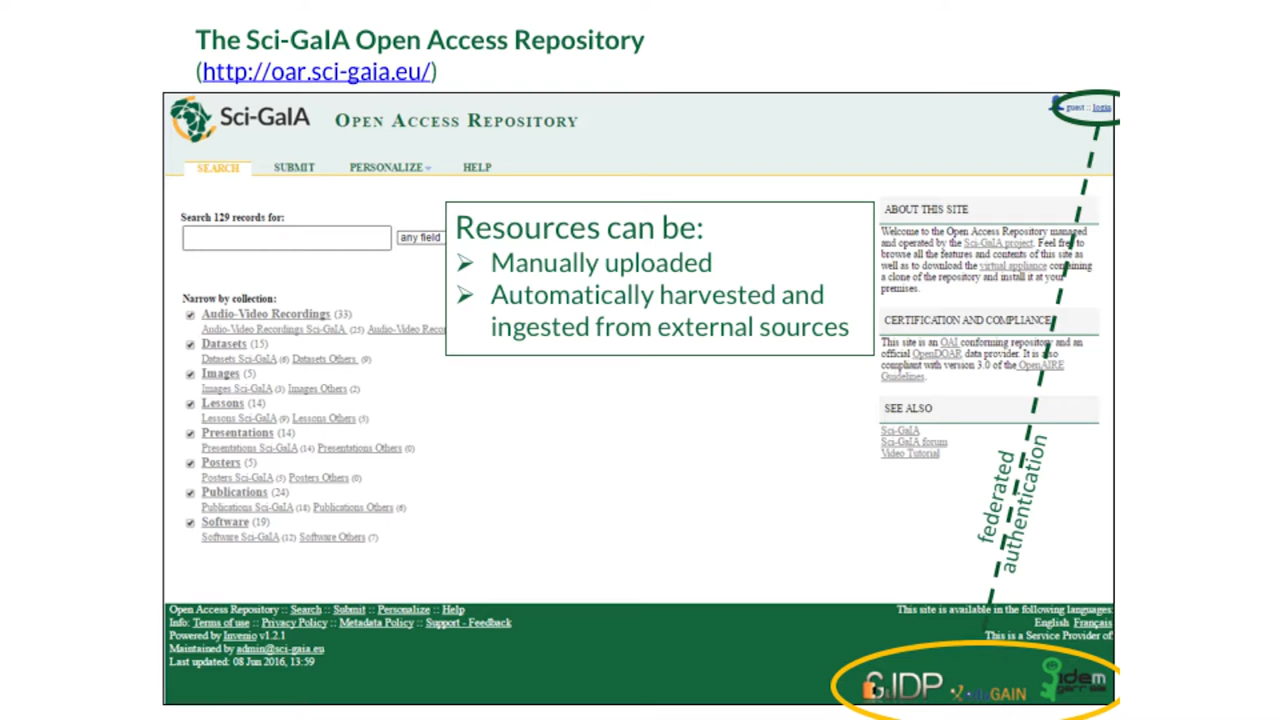 The Sci-GaIA Open Access Repository
(http://oar.sci-gaia.eu/)
Sci-GaIA OPEN ACCESS REPOSITORY
guest :: login
SEARCH SUBMIT PERSONALIZE HELP
Search 129 records for:
any field
Narrow by collection:
Audio-Video Recordings (33)
Audio-Video Recordings Sci-GaIA (25) Audio-Video
Datasets (15)
Datasets Sci-GaIA (6) Datasets Others (9)
Images (5)
Images Sci-GaIA (3) Images Others (2)
Lessons (14)
Lessons Sci-GaIA (9) Lessons Others (5)
Presentations (14)
Presentations Sci-GaIA (14) Presentations Others (0)
Posters (5)
Posters Sci-GaIA (5) Posters Others (0)
Publications (24)
Publications Sci-GaIA (18) Publications Others (6)
Software (19)
Software Sci-GaIA (12) Software Others (7)
Resources can be:
➢ Manually uploaded
➢ Automatically harvested and
ingested from external sources
ABOUT THIS SITE
Welcome to the Open Access Repository managed
and operated by the Sci-GaIA project. Feel free to
browse all the features and contents of this site as
well as to download the virtual appliance containing
a clone of the repository and install it at your
premises.
CERTIFICATION AND COMPLIANCE
This site is an OAI conforming repository and an
official OpenDOAR data provider. It is also
compliant with version 3.0 of the OpenAIRE
Guidelines.
SEE ALSO
Sci-GaIA
Sci-GaIA forum
Video Tutorial
federated
authentication
Open Access Repository :: Search :: Submit :: Personalize :: Help
Info: Terms of use :: Privacy Policy :: Metadata Policy :: Support - Feedback
Powered by Invenio v1.2.1
Maintained by admin@sci-gaia.eu
Last updated: 08 Jun 2016, 13:59
This site is available in the following languages:
English Français
This is a Service Provider of
IDP eduGAIN idem garr aai